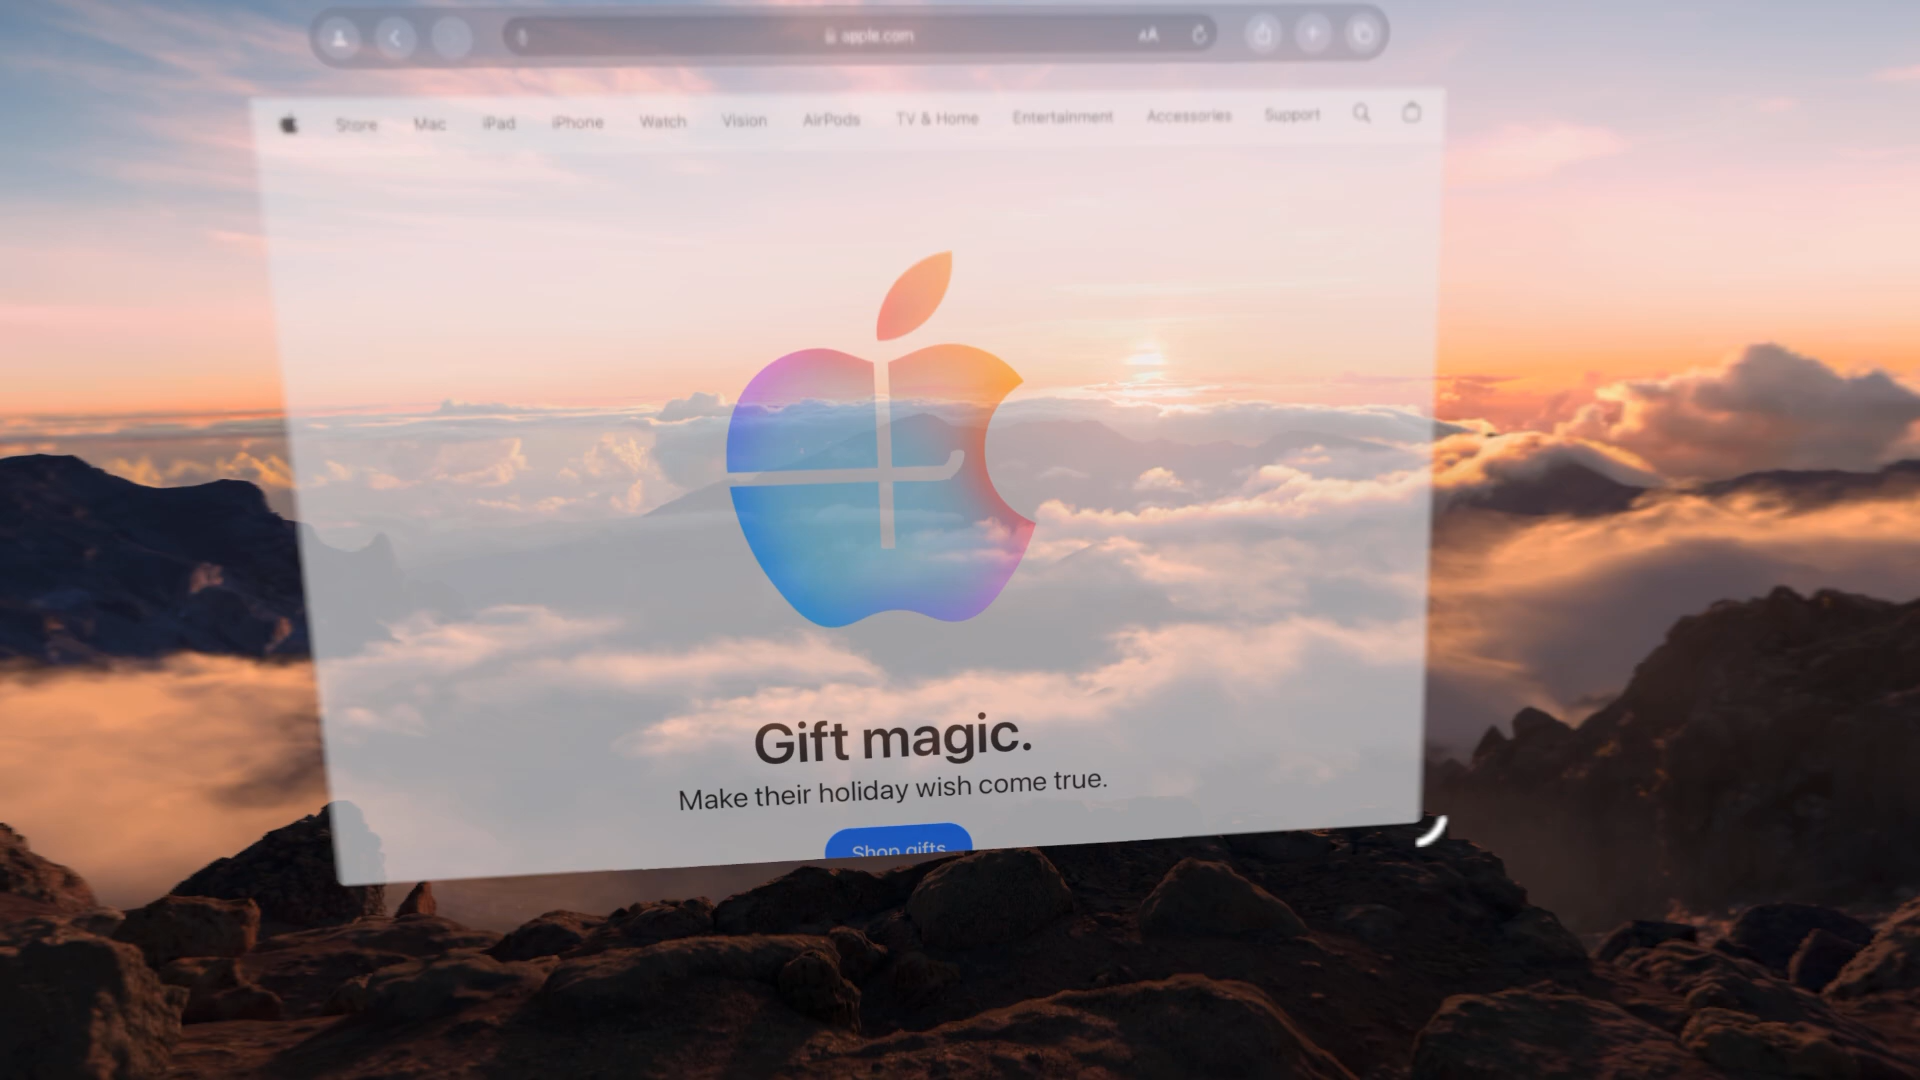 apple.com AA
Store Mac iPad iPhone Watch Vision AirPods TV & Home Entertainment Accessories Support
Gift magic.
Make their holiday wish come true.
Shop gifts